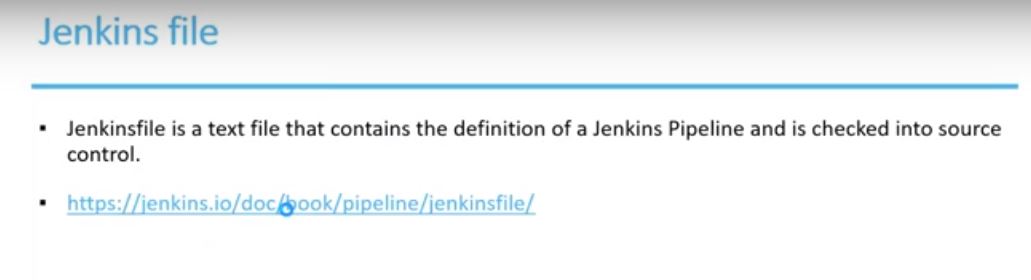 Jenkins file
▪ Jenkinsfile is a text file that contains the definition of a Jenkins Pipeline and is checked into source
control.
▪ https://jenkins.io/doc/book/pipeline/jenkinsfile/